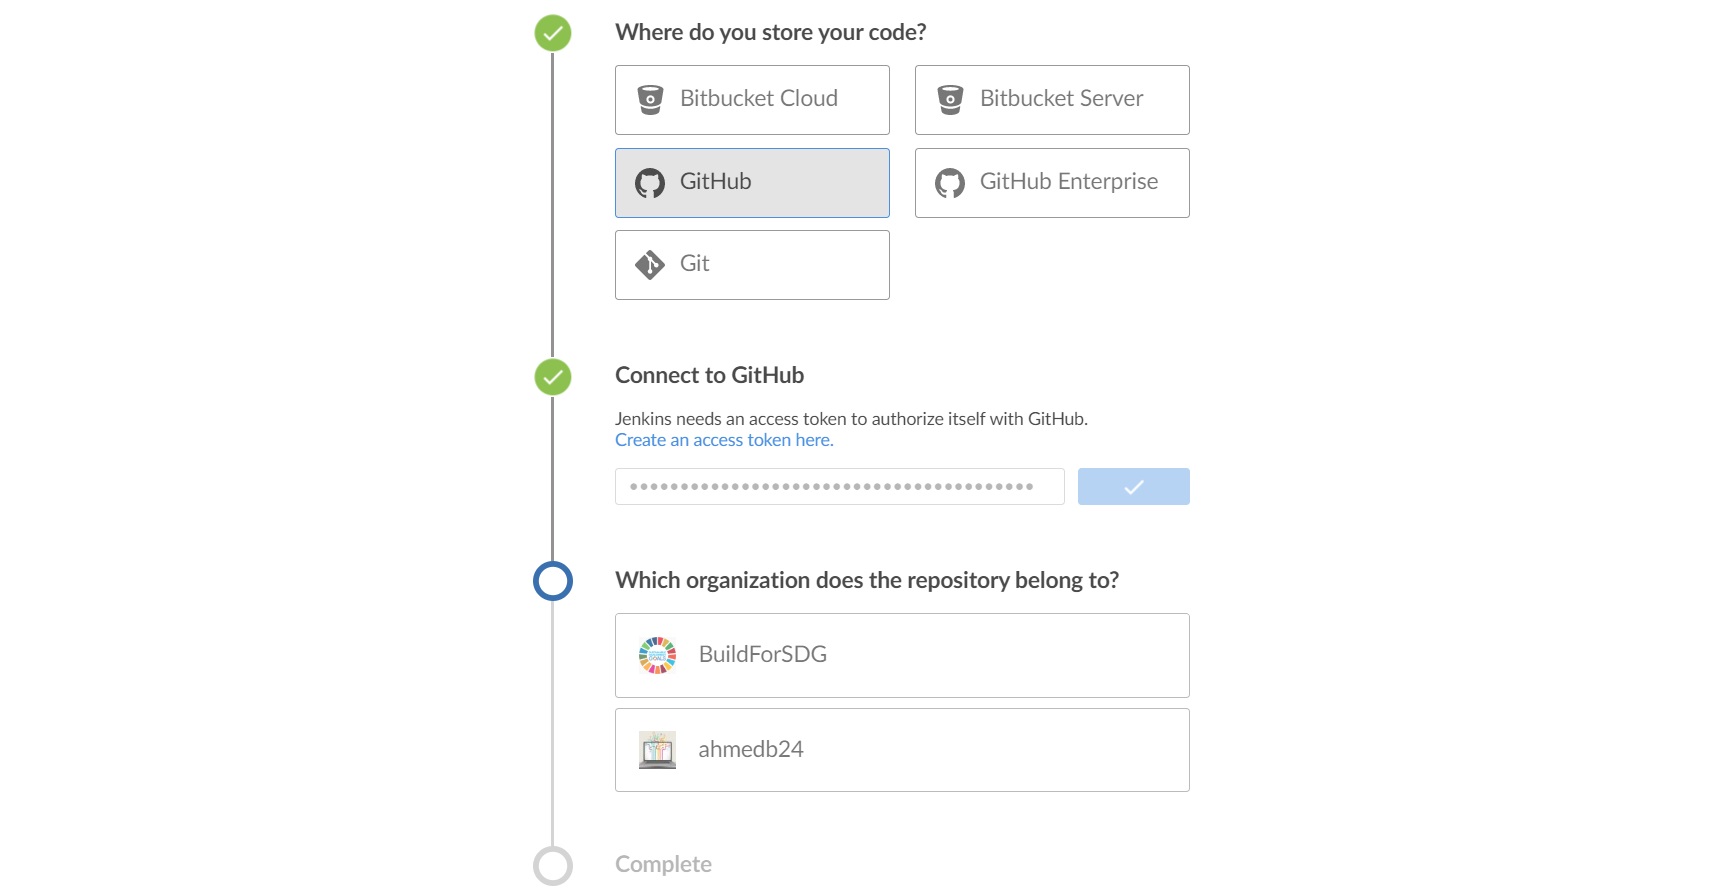 Where do you store your code?
Bitbucket Cloud
Bitbucket Server
GitHub
GitHub Enterprise
Git
Connect to GitHub
Jenkins needs an access token to authorize itself with GitHub.
Create an access token here.
Which organization does the repository belong to?
BuildForSDG
ahmedb24
Complete